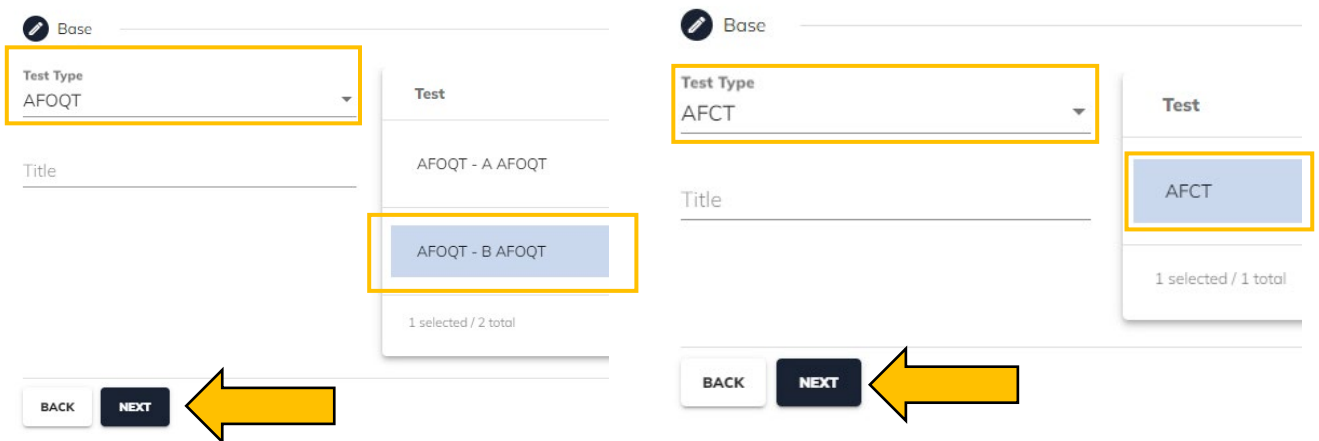 Base
Test Type
AFOQT
Title
Test
AFOQT - A AFOQT
AFOQT - B AFOQT
1 selected / 2 total
BACK
NEXT
Base
Test Type
AFCT
Title
Test
AFCT
1 selected / 1 total
BACK
NEXT